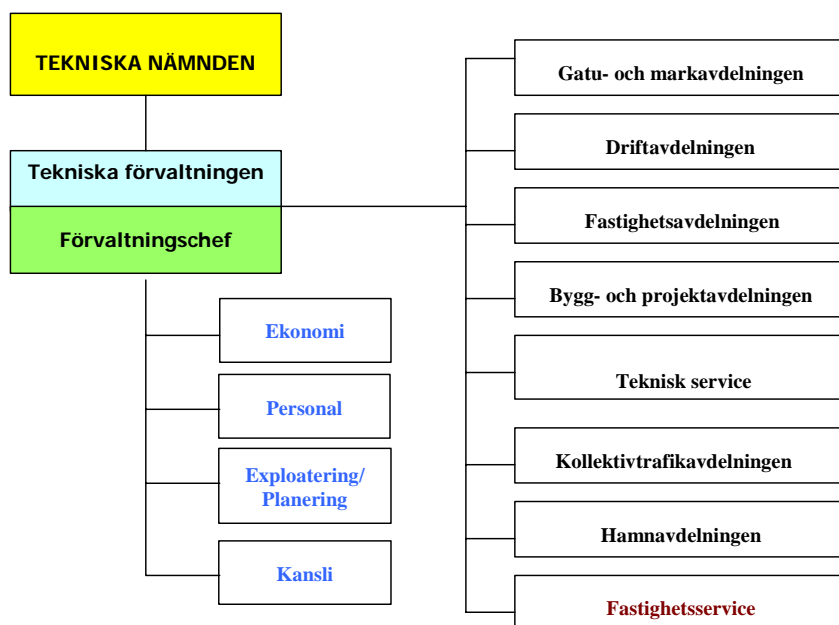 TEKNISKA NÄMNDEN
Tekniska förvaltningen
Förvaltningschef
Ekonomi
Personal
Exploatering/
Planering
Kansli
Gatu- och markavdelningen
Driftavdelningen
Fastighetsavdelningen
Bygg- och projektavdelningen
Teknisk service
Kollektivtrafikavdelningen
Hamnavdelningen
Fastighetsservice